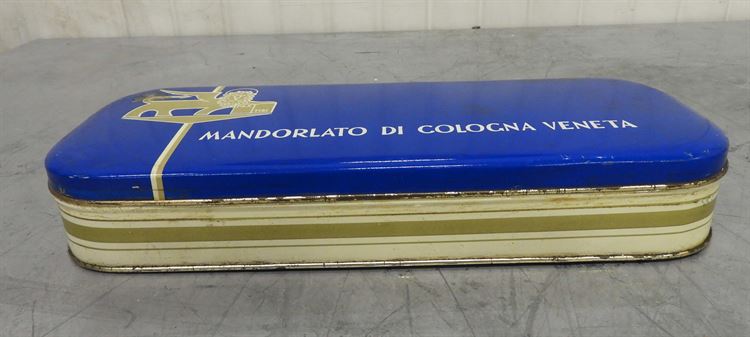 MANDORLATO DI COLOGNA VENETA